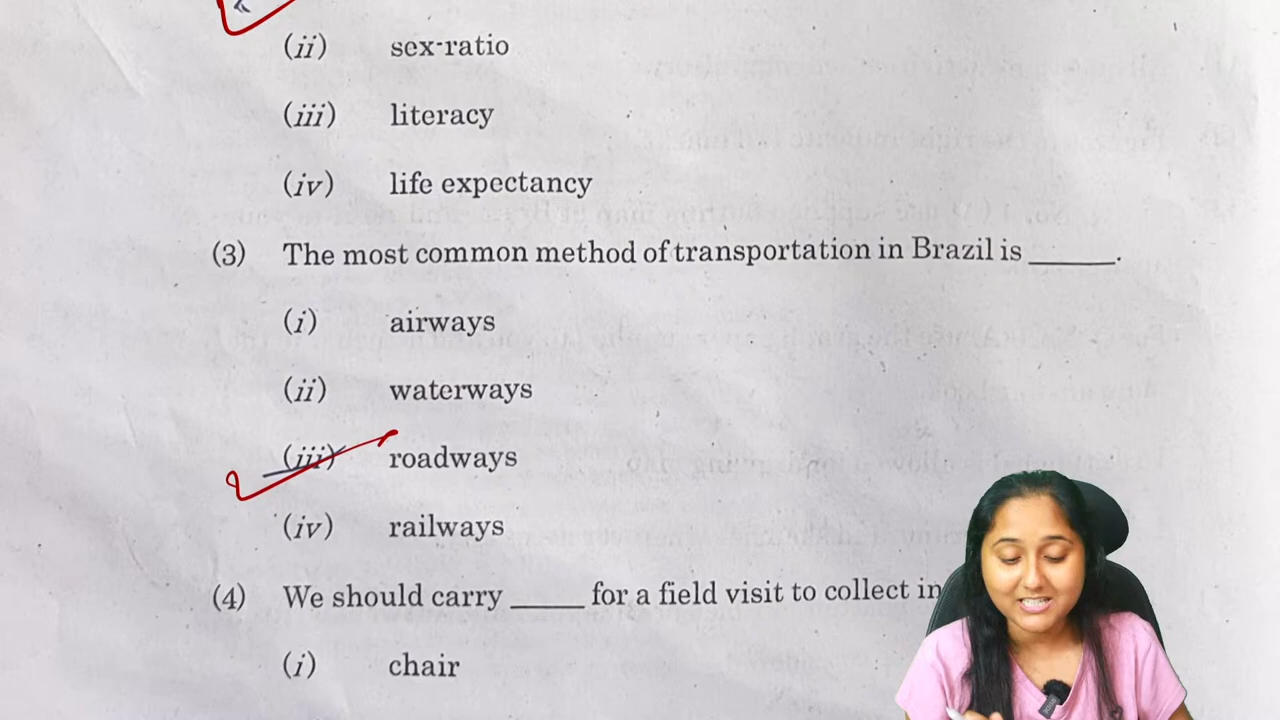 (ii) sex-ratio
(iii) literacy
(iv) life expectancy
(3) The most common method of transportation in Brazil is ______.
(i) airways
(ii) waterways
(iii) roadways
(iv) railways
(4) We should carry _____ for a field visit to collect in
(i) chair